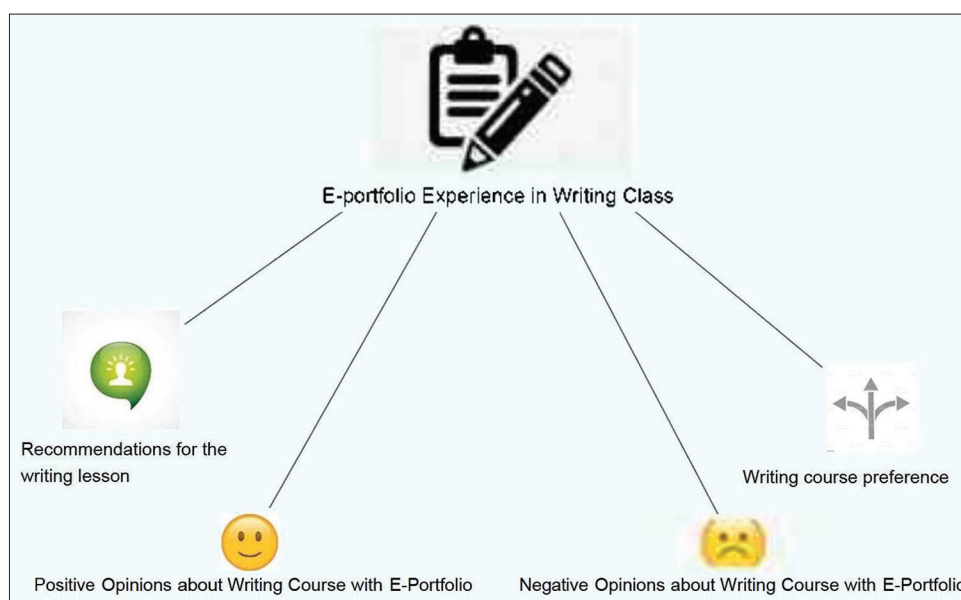 E-portfolio Experience in Writing Class
Recommendations for the
writing lesson
Writing course preference
Positive Opinions about Writing Course with E-Portfolio
Negative Opinions about Writing Course with E-Portfolio